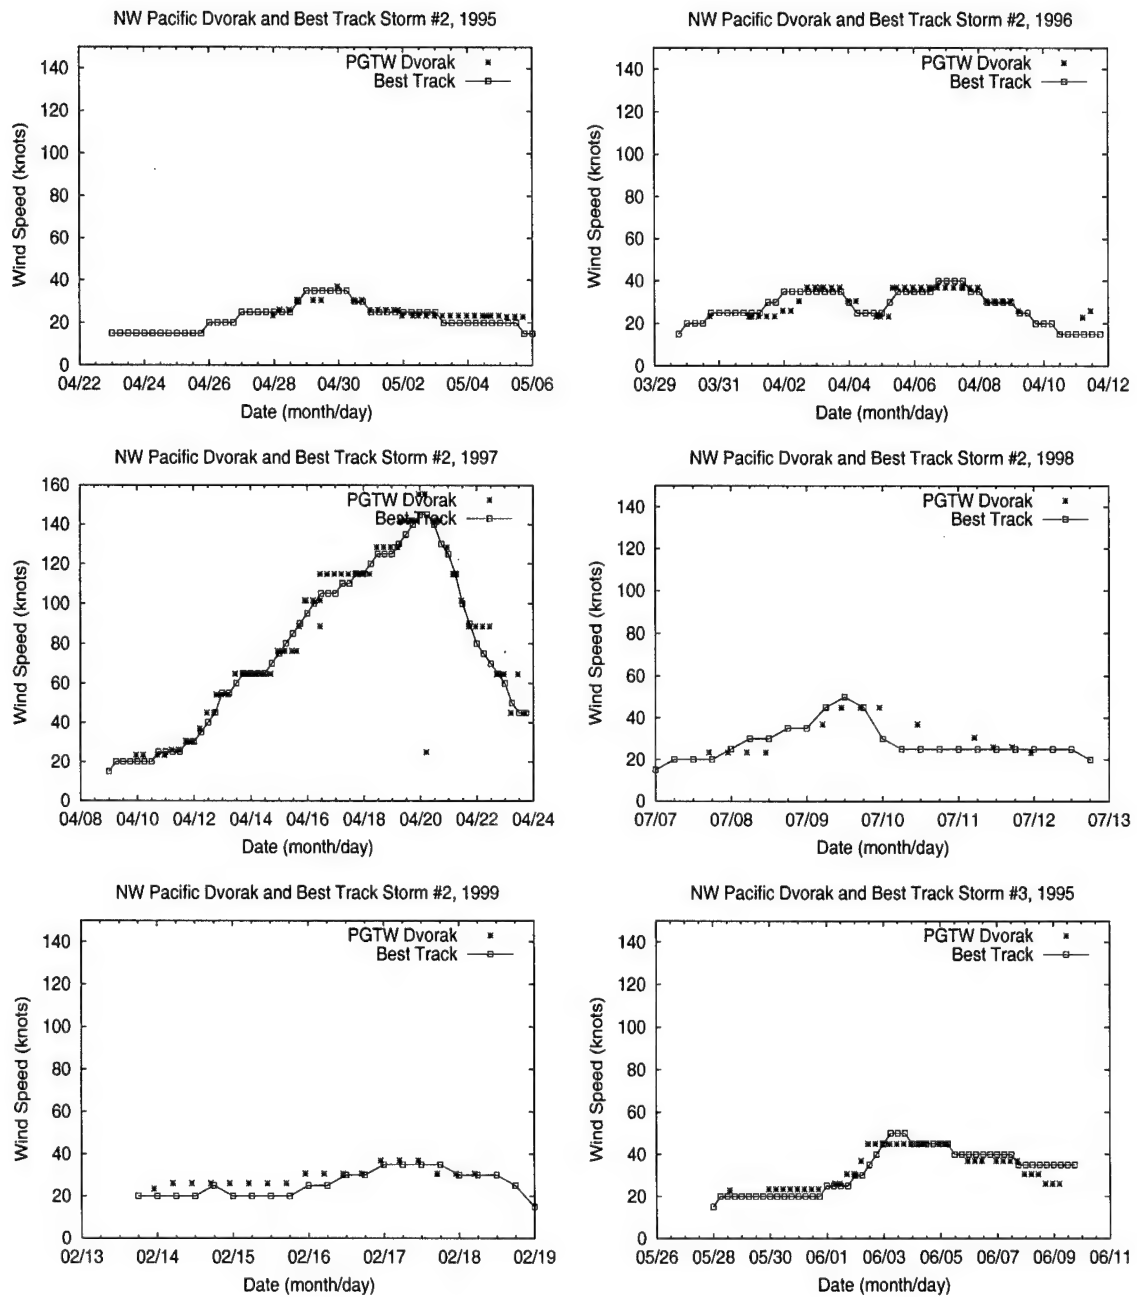 NW Pacific Dvorak and Best Track Storm #2, 1995
PGTW Dvorak
Best Track
Wind Speed (knots)
140
120
100
80
60
40
20
0
04/22 04/24 04/26 04/28 04/30 05/02 05/04 05/06
Date (month/day)
NW Pacific Dvorak and Best Track Storm #2, 1996
PGTW Dvorak
Best Track
Wind Speed (knots)
140
120
100
80
60
40
20
0
03/29 03/31 04/02 04/04 04/06 04/08 04/10 04/12
Date (month/day)
NW Pacific Dvorak and Best Track Storm #2, 1997
PGTW Dvorak
Best Track
Wind Speed (knots)
160
140
120
100
80
60
40
20
0
04/08 04/10 04/12 04/14 04/16 04/18 04/20 04/22 04/24
Date (month/day)
NW Pacific Dvorak and Best Track Storm #2, 1998
PGTW Dvorak
Best Track
Wind Speed (knots)
140
120
100
80
60
40
20
0
07/07 07/08 07/09 07/10 07/11 07/12 07/13
Date (month/day)
NW Pacific Dvorak and Best Track Storm #2, 1999
PGTW Dvorak
Best Track
Wind Speed (knots)
140
120
100
80
60
40
20
0
02/13 02/14 02/15 02/16 02/17 02/18 02/19
Date (month/day)
NW Pacific Dvorak and Best Track Storm #3, 1995
PGTW Dvorak
Best Track
Wind Speed (knots)
140
120
100
80
60
40
20
0
05/26 05/28 05/30 06/01 06/03 06/05 06/07 06/09 06/11
Date (month/day)